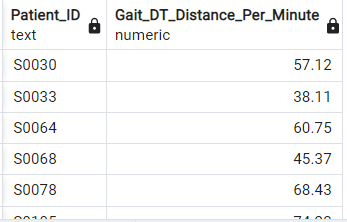 Patient_ID Gait_DT_Distance_Per_Minute
text numeric
S0030 57.12
S0033 38.11
S0064 60.75
S0068 45.37
S0078 68.43